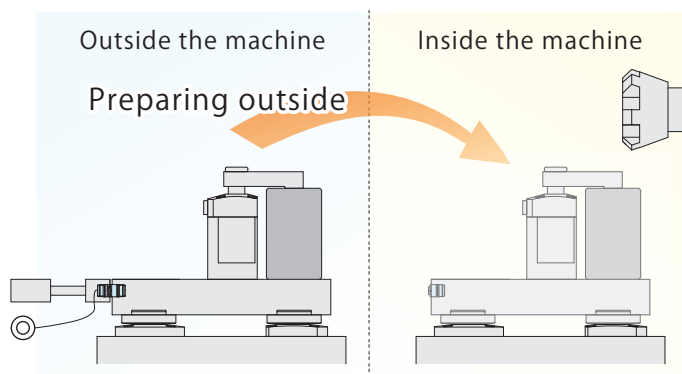 Outside the machine
Inside the machine
Preparing outside